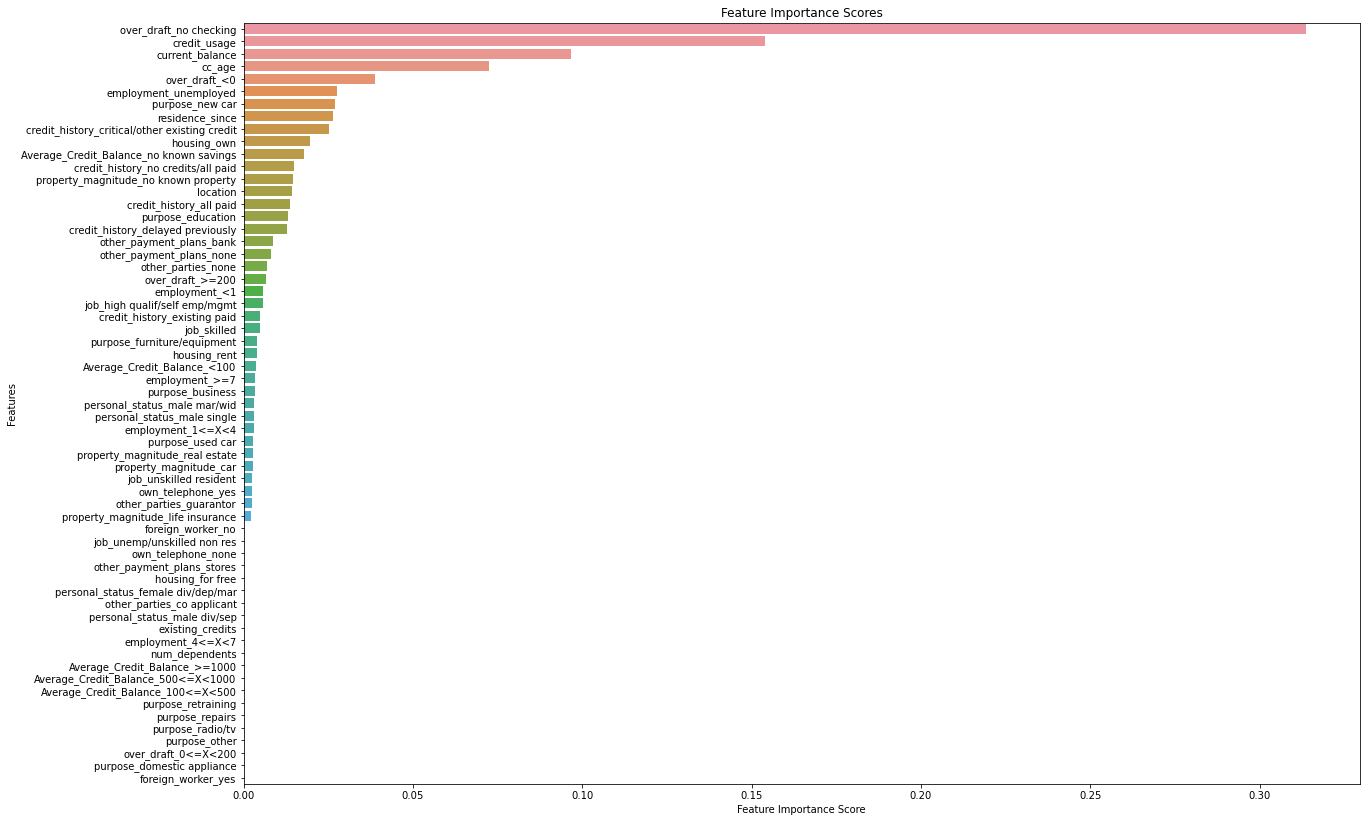 Feature Importance Scores
over_draft_no checking
credit_usage
current_balance
cc_age
over_draft_<0
employment_unemployed
purpose_new car
residence_since
credit_history_critical/other existing credit
housing_own
Average_Credit_Balance_no known savings
credit_history_no credits/all paid
property_magnitude_no known property
location
credit_history_all paid
purpose_education
credit_history_delayed previously
other_payment_plans_bank
other_payment_plans_none
other_parties_none
over_draft_>=200
employment_<1
job_high qualif/self emp/mgmt
credit_history_existing paid
job_skilled
purpose_furniture/equipment
housing_rent
Average_Credit_Balance_<100
employment_>=7
purpose_business
personal_status_male mar/wid
personal_status_male single
employment_1<=X<4
purpose_used car
property_magnitude_real estate
property_magnitude_car
job_unskilled resident
own_telephone_yes
other_parties_guarantor
property_magnitude_life insurance
foreign_worker_no
job_unemp/unskilled non res
own_telephone_none
other_payment_plans_stores
housing_for free
personal_status_female div/dep/mar
other_parties_co applicant
personal_status_male div/sep
existing_credits
employment_4<=X<7
num_dependents
Average_Credit_Balance_>=1000
Average_Credit_Balance_500<=X<1000
Average_Credit_Balance_100<=X<500
purpose_retraining
purpose_repairs
purpose_radio/tv
purpose_other
over_draft_0<=X<200
purpose_domestic appliance
foreign_worker_yes
Features
0.00 0.05 0.10 0.15 0.20 0.25 0.30
Feature Importance Score